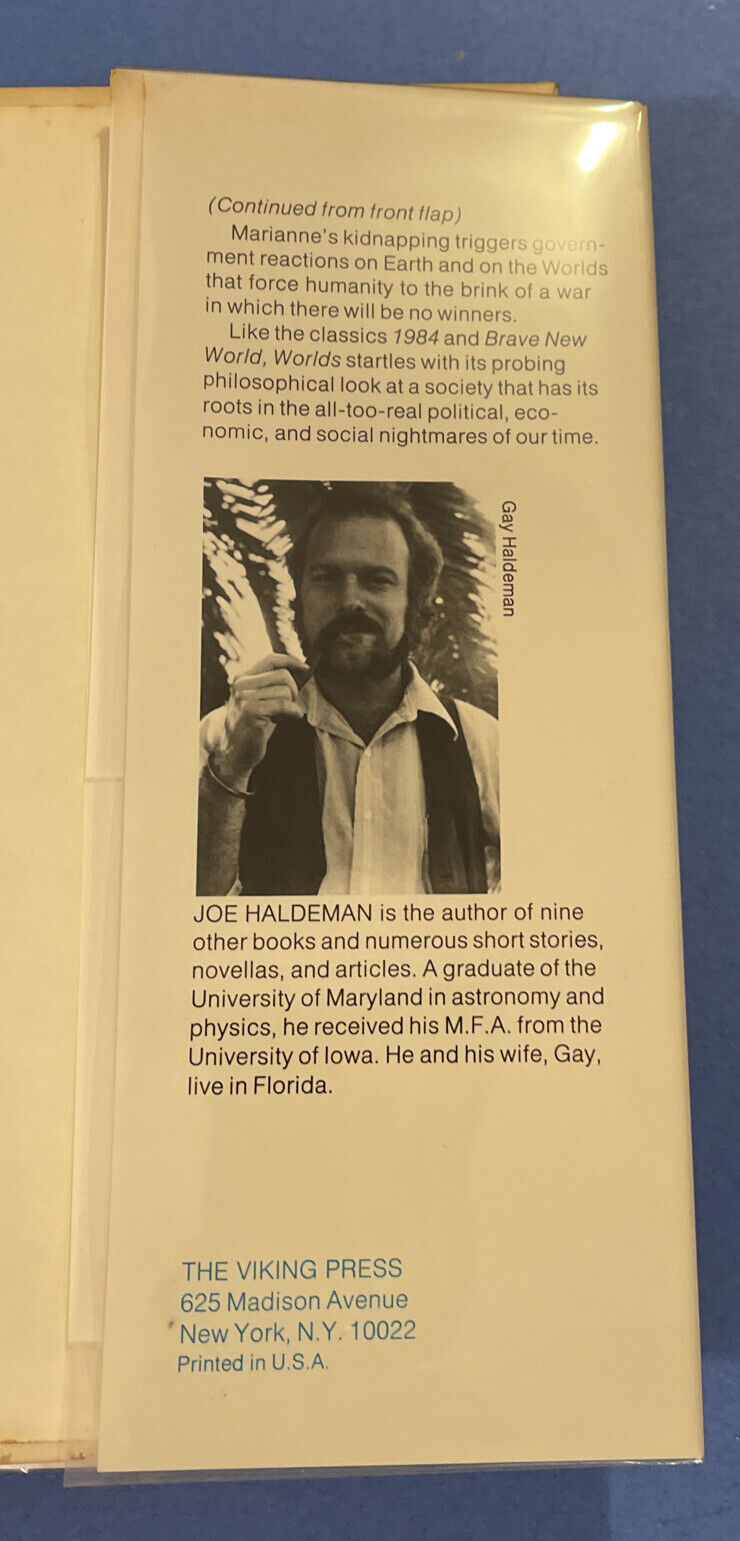 (Continued from front flap)
Marianne's kidnapping triggers govern-
ment reactions on Earth and on the Worlds
that force humanity to the brink of a war
in which there will be no winners.
Like the classics 1984 and Brave New
World, Worlds startles with its probing
philosophical look at a society that has its
roots in the all-too-real political, eco-
nomic, and social nightmares of our time.
Gay Haldeman
JOE HALDEMAN is the author of nine
other books and numerous short stories,
novellas, and articles. A graduate of the
University of Maryland in astronomy and
physics, he received his M.F.A. from the
University of Iowa. He and his wife, Gay,
live in Florida.
THE VIKING PRESS
625 Madison Avenue
New York, N.Y. 10022
Printed in U.S.A.